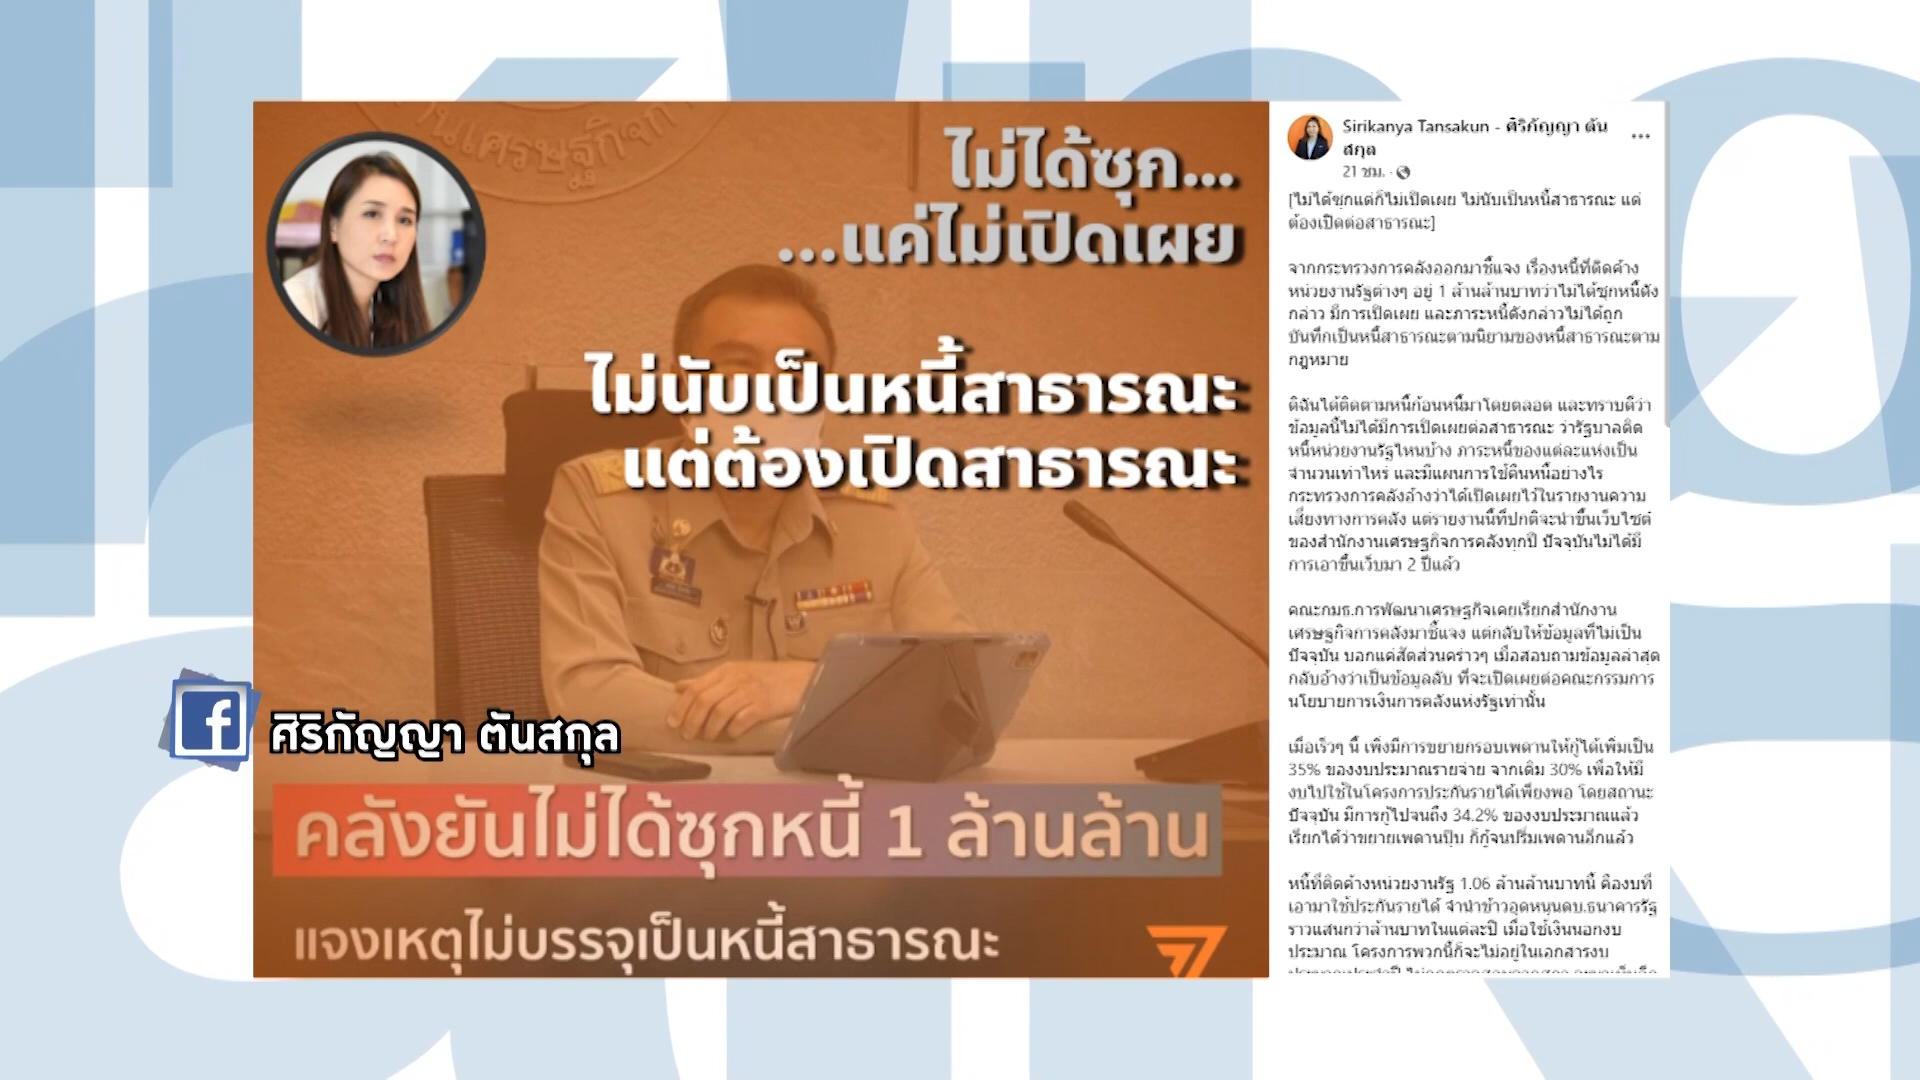 านเศรษฐกิจกา
ไม่ได้ซุก...
...แค่ไม่เปิดเผย
ไม่นับเป็นหนี้สาธารณะ
แต่ต้องเปิดสาธารณะ
ศิริกัญญา ตันสกุล
คลังยันไม่ได้ซุกหนี้ 1 ล้านล้าน
แจงเหตุไม่บรรจุเป็นหนี้สาธารณะ
Sirikanya Tansakun - ศิริกัญญา ตัน
สกุล
21 ชม.
[ไม่ได้ซุกแต่ก็ไม่เปิดเผย ไม่นับเป็นหนี้สาธารณะ แต่
ต้องเปิดต่อสาธารณะ]
จากกระทรวงการคลังออกมาชี้แจง เรื่องหนี้ที่ติดค้าง
หน่วยงานรัฐต่างๆ อยู่ 1 ล้านล้านบาทว่าไม่ได้ซุกหนี้ดัง
กล่าว มีการเปิดเผย และภาระหนี้ดังกล่าวไม่ได้ถูก
บันทึกเป็นหนี้สาธารณะตามนิยามของหนี้สาธารณะตาม
กฎหมาย
ดิฉันได้ติดตามหนี้ก้อนหนี้มาโดยตลอด และทราบดีว่า
ข้อมูลนี้ไม่ได้มีการเปิดเผยต่อสาธารณะ ว่ารัฐบาลติด
หนี้หน่วยงานรัฐไหนบ้าง ภาระหนี้ของแต่ละแห่งเป็น
จำนวนเท่าไหร่ และมีแผนการใช้คืนหนี้อย่างไร
กระทรวงการคลังอ้างว่าได้เปิดเผยไว้ในรายงานความ
เสี่ยงทางการคลัง แต่รายงานนี้ที่ปกติจะนำขึ้นเว็บไซต์
ของสำนักงานเศรษฐกิจการคลังทุกปี ปัจจุบันไม่ได้มี
การเอาขึ้นเว็บมา 2 ปีแล้ว
คณะกมธ.การพัฒนาเศรษฐกิจเคยเรียกสำนักงาน
เศรษฐกิจการคลังมาชี้แจง แต่กลับให้ข้อมูลที่ไม่เป็น
ปัจจุบัน บอกแค่สัดส่วนคร่าวๆ เมื่อสอบถามข้อมูลล่าสุด
กลับอ้างว่าเป็นข้อมูลลับ ที่จะเปิดเผยต่อคณะกรรมการ
นโยบายการเงินการคลังแห่งรัฐเท่านั้น
เมื่อเร็วๆ นี้ เพิ่งมีการขยายกรอบเพดานให้กู้ได้เพิ่มเป็น
35% ของงบประมาณรายจ่าย จากเดิม 30% เพื่อให้มี
งบไปใช้ในโครงการประกันรายได้เพียงพอ โดยสถานะ
ปัจจุบัน มีการกู้ไปจนถึง 34.2% ของงบประมาณแล้ว
เรียกได้ว่าขยายเพดานปุ๊บ ก็กู้จนปริ่มเพดานอีกแล้ว
หนี้ที่ติดค้างหน่วยงานรัฐ 1.06 ล้านล้านบาทนี้ คืองบที่
เอามาใช้ประกันรายได้ จำนำข้าวอุดหนุนดบ.ธนาคารรัฐ
ราวแสนกว่าล้านบาทในแต่ละปี เมื่อใช้เงินนอกงบ
ประมาณ โครงการพวกนี้ก็จะไม่อยู่ในเอกสารงบ